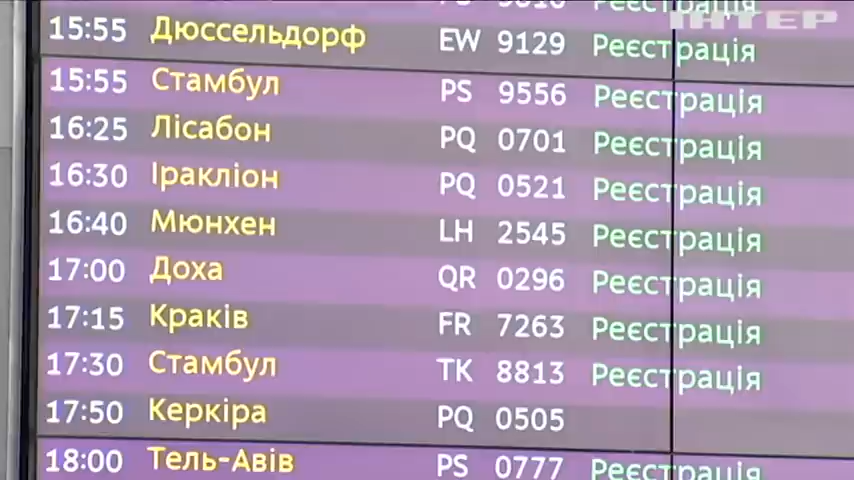 ІНТЕР
15:55 Дюссельдорф EW 9129 Реєстрація
15:55 Стамбул PS 9556 Реєстрація
16:25 Лісабон PQ 0701 Реєстрація
16:30 Іракліон PQ 0521 Реєстрація
16:40 Мюнхен LH 2545 Реєстрація
17:00 Доха QR 0296 Реєстрація
17:15 Краків FR 7263 Реєстрація
17:30 Стамбул TK 8813 Реєстрація
17:50 Керкіра PQ 0505
18:00 Тель-Авів PS 0777 Реєстрація